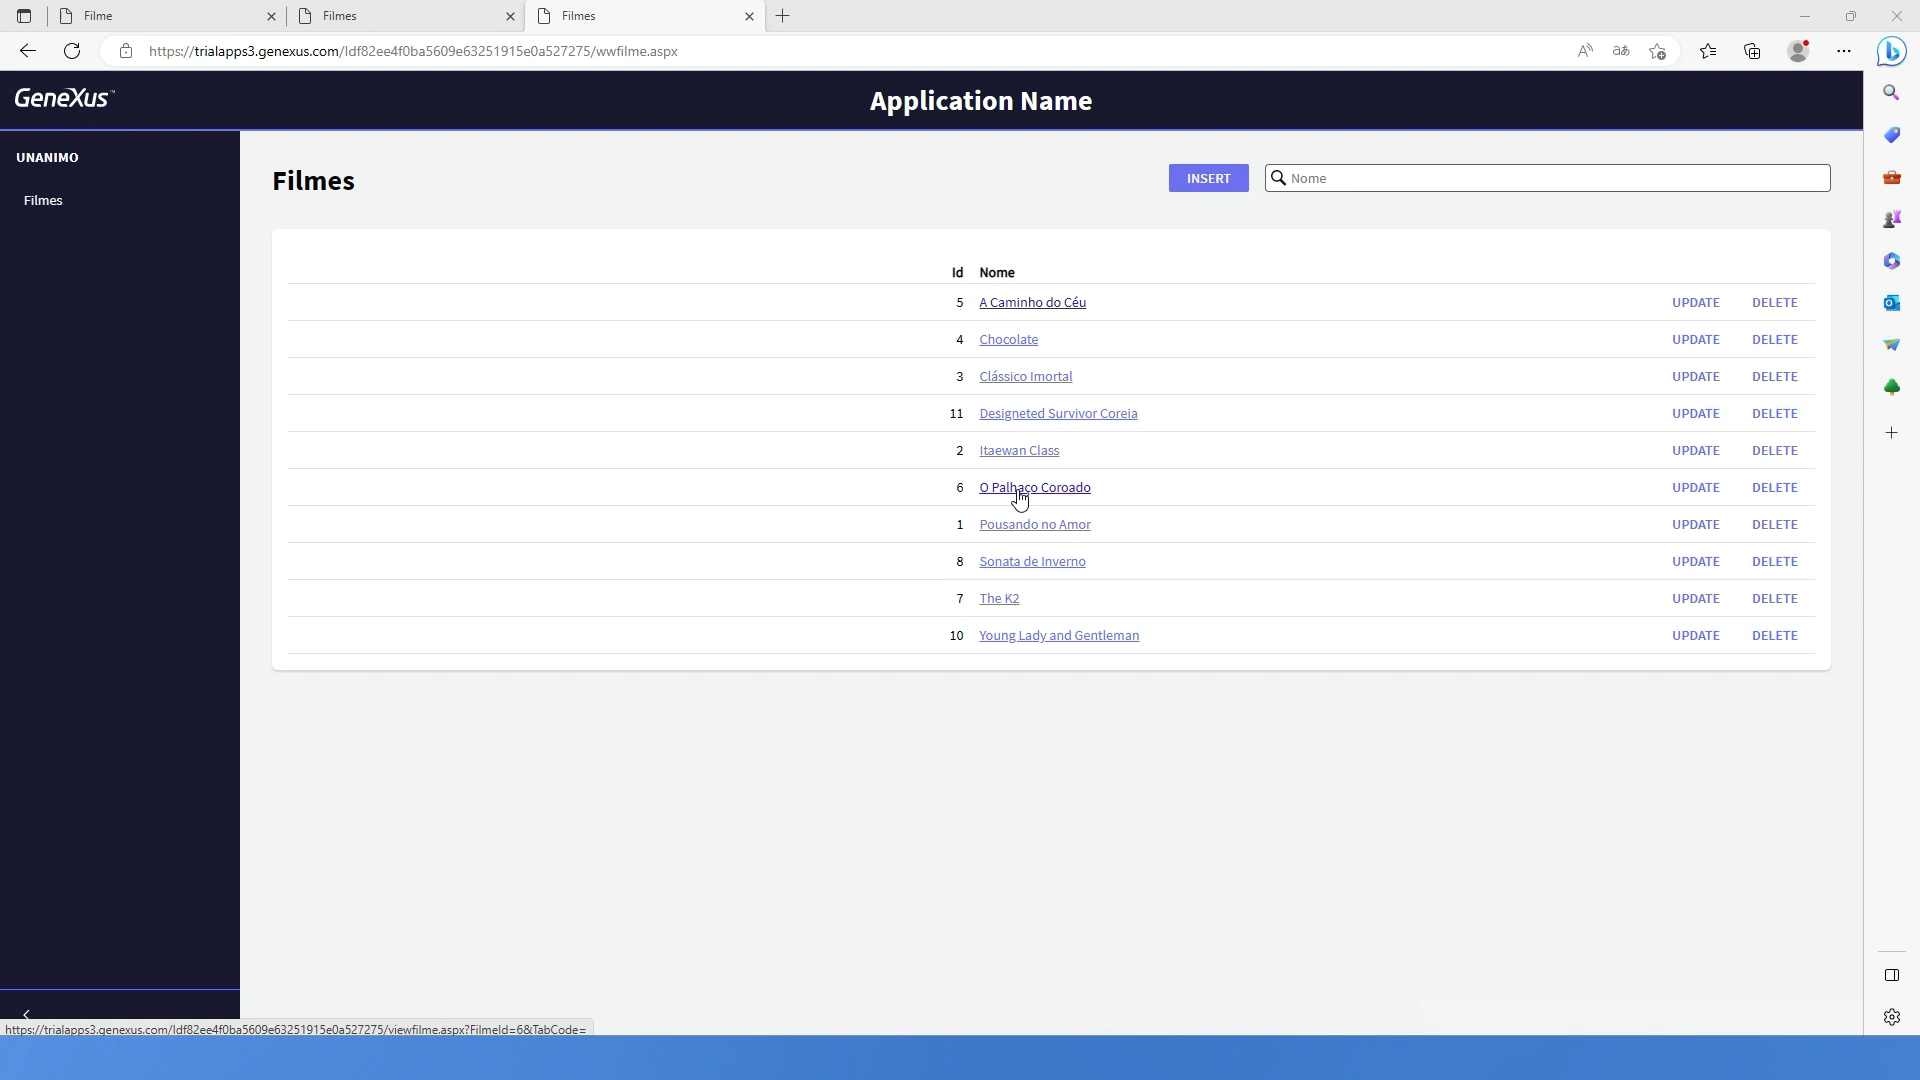 Filme
Filmes
Filmes
https://trialapps3.genexus.com/Idf82ee4f0ba5609e63251915e0a527275/wwfilme.aspx
GeneXus™
Application Name
UNANIMO
Filmes
Filmes
INSERT
Nome
Id Nome
5 A Caminho do Céu UPDATE DELETE
4 Chocolate UPDATE DELETE
3 Clássico Imortal UPDATE DELETE
11 Designeted Survivor Coreia UPDATE DELETE
2 Itaewan Class UPDATE DELETE
6 O Palhaço Coroado UPDATE DELETE
1 Pousando no Amor UPDATE DELETE
8 Sonata de Inverno UPDATE DELETE
7 The K2 UPDATE DELETE
10 Young Lady and Gentleman UPDATE DELETE
https://trialapps3.genexus.com/Idf82ee4f0ba5609e63251915e0a527275/viewfilme.aspx?FilmeId=6&TabCode=